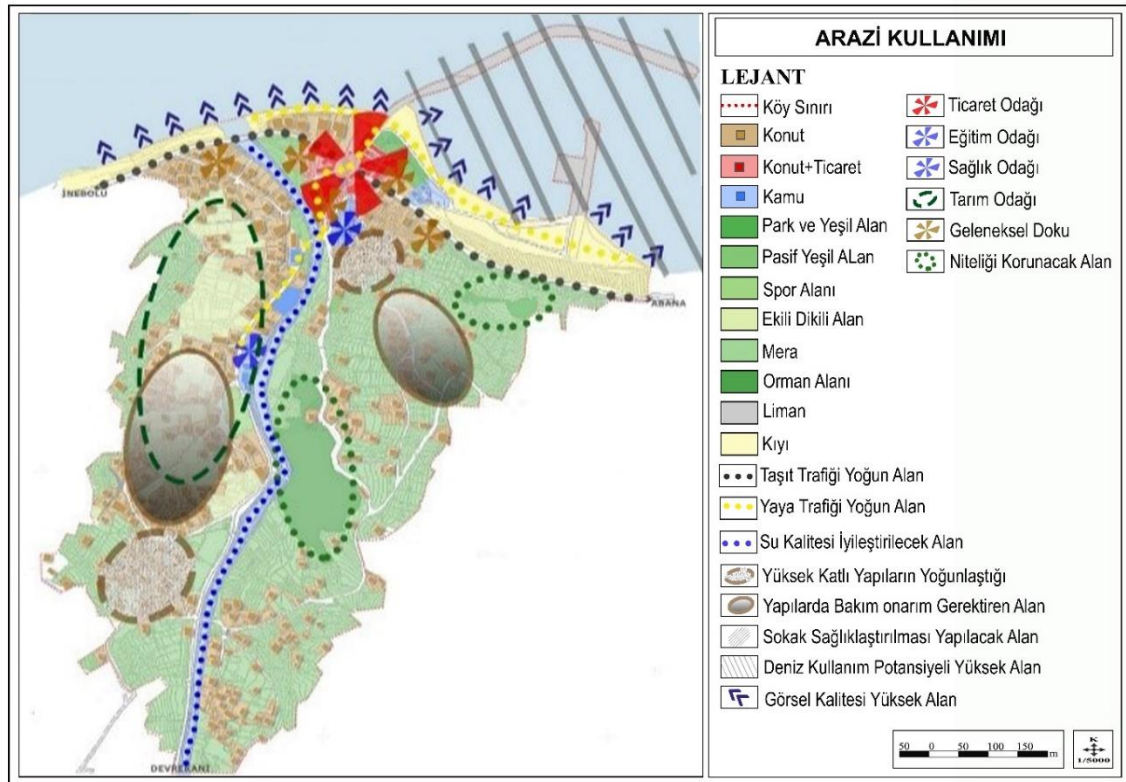 İNEBOLU
ABANA
DEVREKANİ
ARAZİ KULLANIMI
LEJANT
Köy Sınırı
Konut
Konut+Ticaret
Kamu
Park ve Yeşil Alan
Pasif Yeşil ALan
Spor Alanı
Ekili Dikili Alan
Mera
Orman Alanı
Liman
Kıyı
Taşıt Trafiği Yoğun Alan
Yaya Trafiği Yoğun Alan
Su Kalitesi İyileştirilecek Alan
Yüksek Katlı Yapıların Yoğunlaştığı
Yapılarda Bakım onarım Gerektiren Alan
Sokak Sağlıklaştırılması Yapılacak Alan
Deniz Kullanım Potansiyeli Yüksek Alan
Görsel Kalitesi Yüksek Alan
Ticaret Odağı
Eğitim Odağı
Sağlık Odağı
Tarım Odağı
Geleneksel Doku
Niteliği Korunacak Alan
50 0 50 100 150 m
K
1/5000